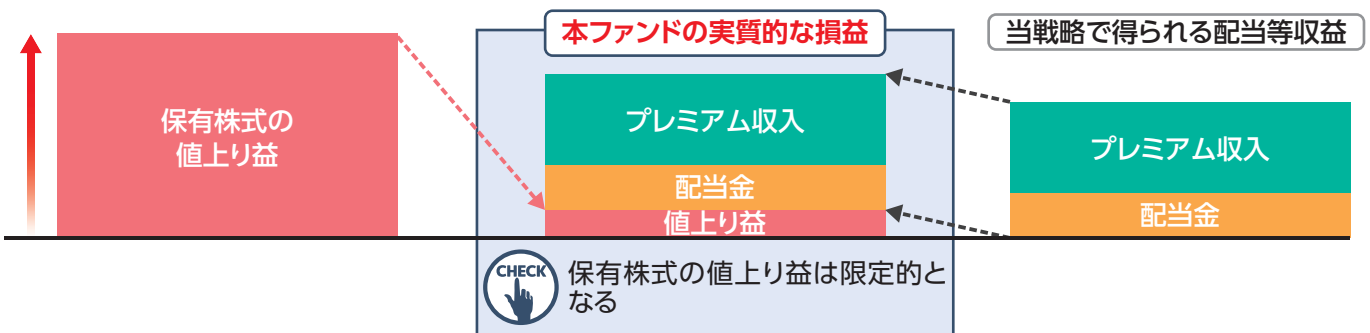 保有株式の
値上り益
本ファンドの実質的な損益
プレミアム収入
配当金
値上り益
CHECK
保有株式の値上り益は限定的と
なる
当戦略で得られる配当等収益
プレミアム収入
配当金